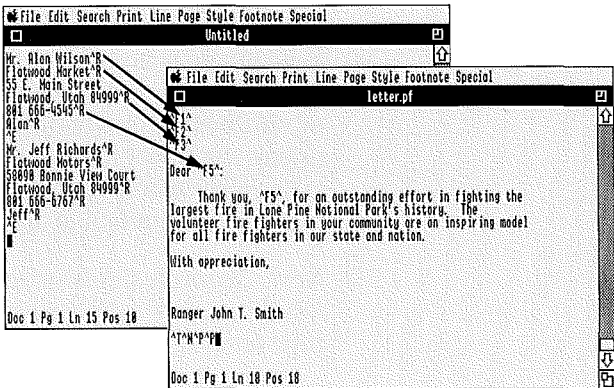 File Edit Search Print Line Page Style Footnote Special
Untitled
Mr. Alan Wilson^R
Flatwood Market^R
55 E. Main Street
Flatwood, Utah 84999^R
801 666-4545^R
Alan^R
^E
Mr. Jeff Richards^R
Flatwood Motors^R
58090 Bonnie View Court
Flatwood, Utah 84999^R
801 666-6767^R
Jeff^R
^E
Doc 1 Pg 1 Ln 15 Pos 10
File Edit Search Print Line Page Style Footnote Special
letter.pf
^F1^
^F2^
^F3^
Dear ^F5^:
Thank you, ^F5^, for an outstanding effort in fighting the
largest fire in Lone Pine National Park's history. The
volunteer fire fighters in your community are an inspiring model
for all fire fighters in our state and nation.
With appreciation,
Ranger John T. Smith
^T^N^P^P
Doc 1 Pg 1 Ln 18 Pos 18